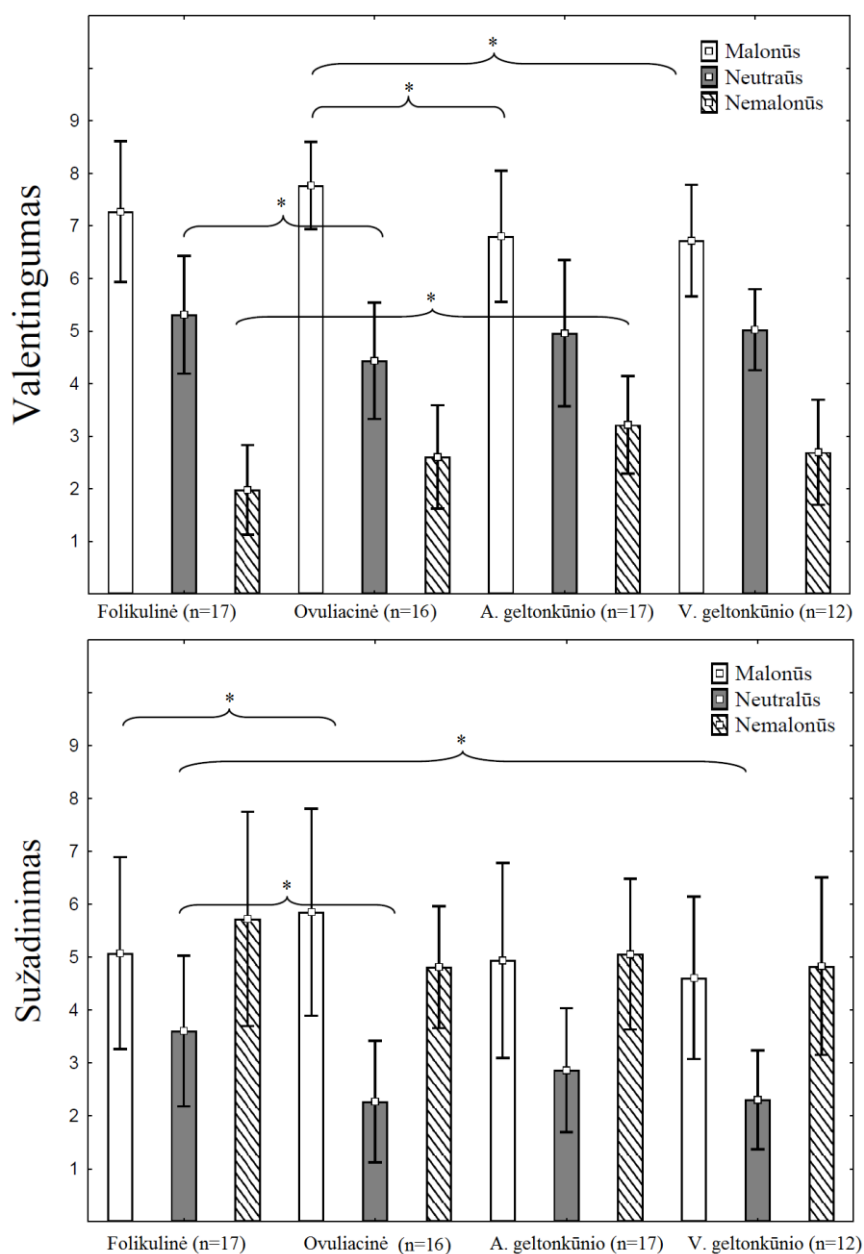 Valentingumas
*
Malonūs
Neutraūs
Nemalonūs
*
9
8
7
*
6
*
5
4
3
2
1
Folikulinė (n=17) Ovuliacinė (n=16) A. geltonkūnio (n=17) V. geltonkūnio (n=12)
Sužadinimas
Malonūs
Neutralūs
Nemalonūs
*
*
9
8
7
6
*
5
4
3
2
1
Folikulinė (n=17) Ovuliacinė (n=16) A. geltonkūnio (n=17) V. geltonkūnio (n=12)